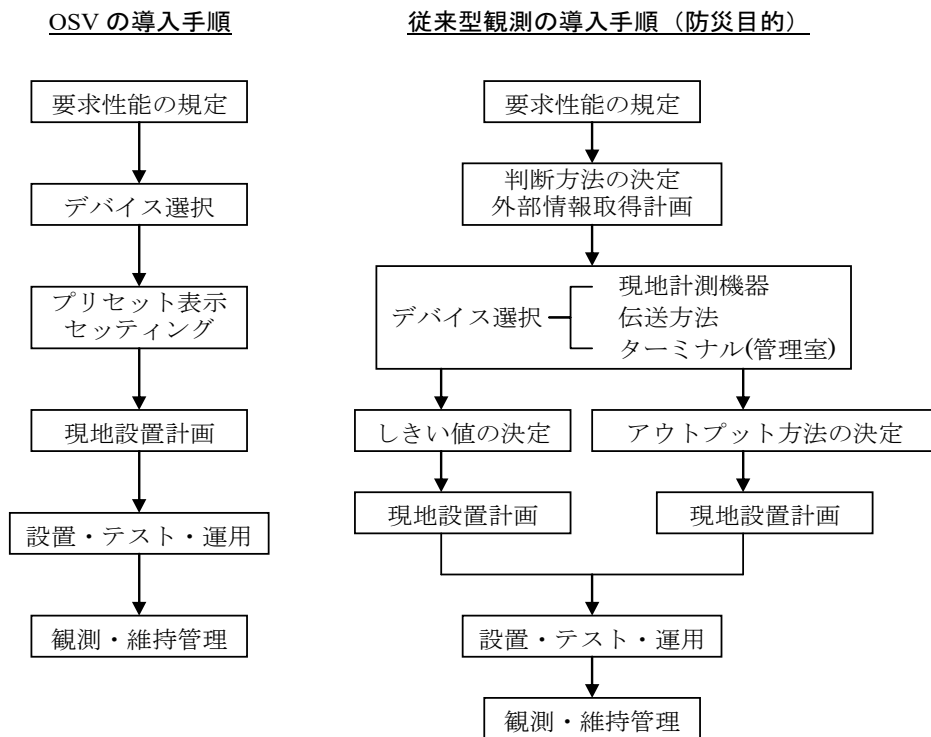 OSV の導入手順
要求性能の規定
デバイス選択
プリセット表示
セッティング
現地設置計画
設置・テスト・運用
観測・維持管理
従来型観測の導入手順（防災目的）
要求性能の規定
判断方法の決定
外部情報取得計画
デバイス選択
現地計測機器
伝送方法
ターミナル(管理室)
しきい値の決定
アウトプット方法の決定
現地設置計画
現地設置計画
設置・テスト・運用
観測・維持管理